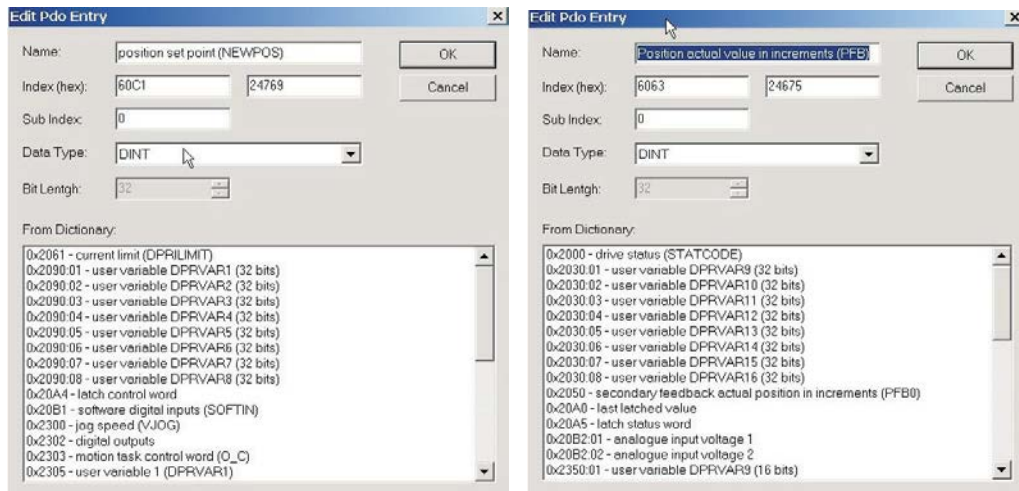 Edit Pdo Entry
Name: position set point (NEWPOS) OK
Index (hex): 60C1 24769 Cancel
Sub Index: 0
Data Type: DINT
Bit Lentgh: 32
From Dictionary:
0x2061 - current limit (DPRILIMIT)
0x2090:01 - user variable DPRVAR1 (32 bits)
0x2090:02 - user variable DPRVAR2 (32 bits)
0x2090:03 - user variable DPRVAR3 (32 bits)
0x2090:04 - user variable DPRVAR4 (32 bits)
0x2090:05 - user variable DPRVAR5 (32 bits)
0x2090:06 - user variable DPRVAR6 (32 bits)
0x2090:07 - user variable DPRVAR7 (32 bits)
0x2090:08 - user variable DPRVAR8 (32 bits)
0x20A4 - latch control word
0x20B1 - software digital inputs (SOFTIN)
0x2300 - jog speed (VJOG)
0x2302 - digital outputs
0x2303 - motion task control word (O_C)
0x2305 - user variable 1 (DPRVAR1)
Edit Pdo Entry
Name: Position actual value in increments (PFB) OK
Index (hex): 6063 24675 Cancel
Sub Index: 0
Data Type: DINT
Bit Lentgh: 32
From Dictionary:
0x2000 - drive status (STATCODE)
0x2030:01 - user variable DPRVAR9 (32 bits)
0x2030:02 - user variable DPRVAR10 (32 bits)
0x2030:03 - user variable DPRVAR11 (32 bits)
0x2030:04 - user variable DPRVAR12 (32 bits)
0x2030:05 - user variable DPRVAR13 (32 bits)
0x2030:06 - user variable DPRVAR14 (32 bits)
0x2030:07 - user variable DPRVAR15 (32 bits)
0x2030:08 - user variable DPRVAR16 (32 bits)
0x2050 - secondary feedback actual position in increments (PFB0)
0x20A0 - last latched value
0x20A5 - latch status word
0x20B2:01 - analogue input voltage 1
0x20B2:02 - analogue input voltage 2
0x2350:01 - user variable DPRVAR9 (16 bits)